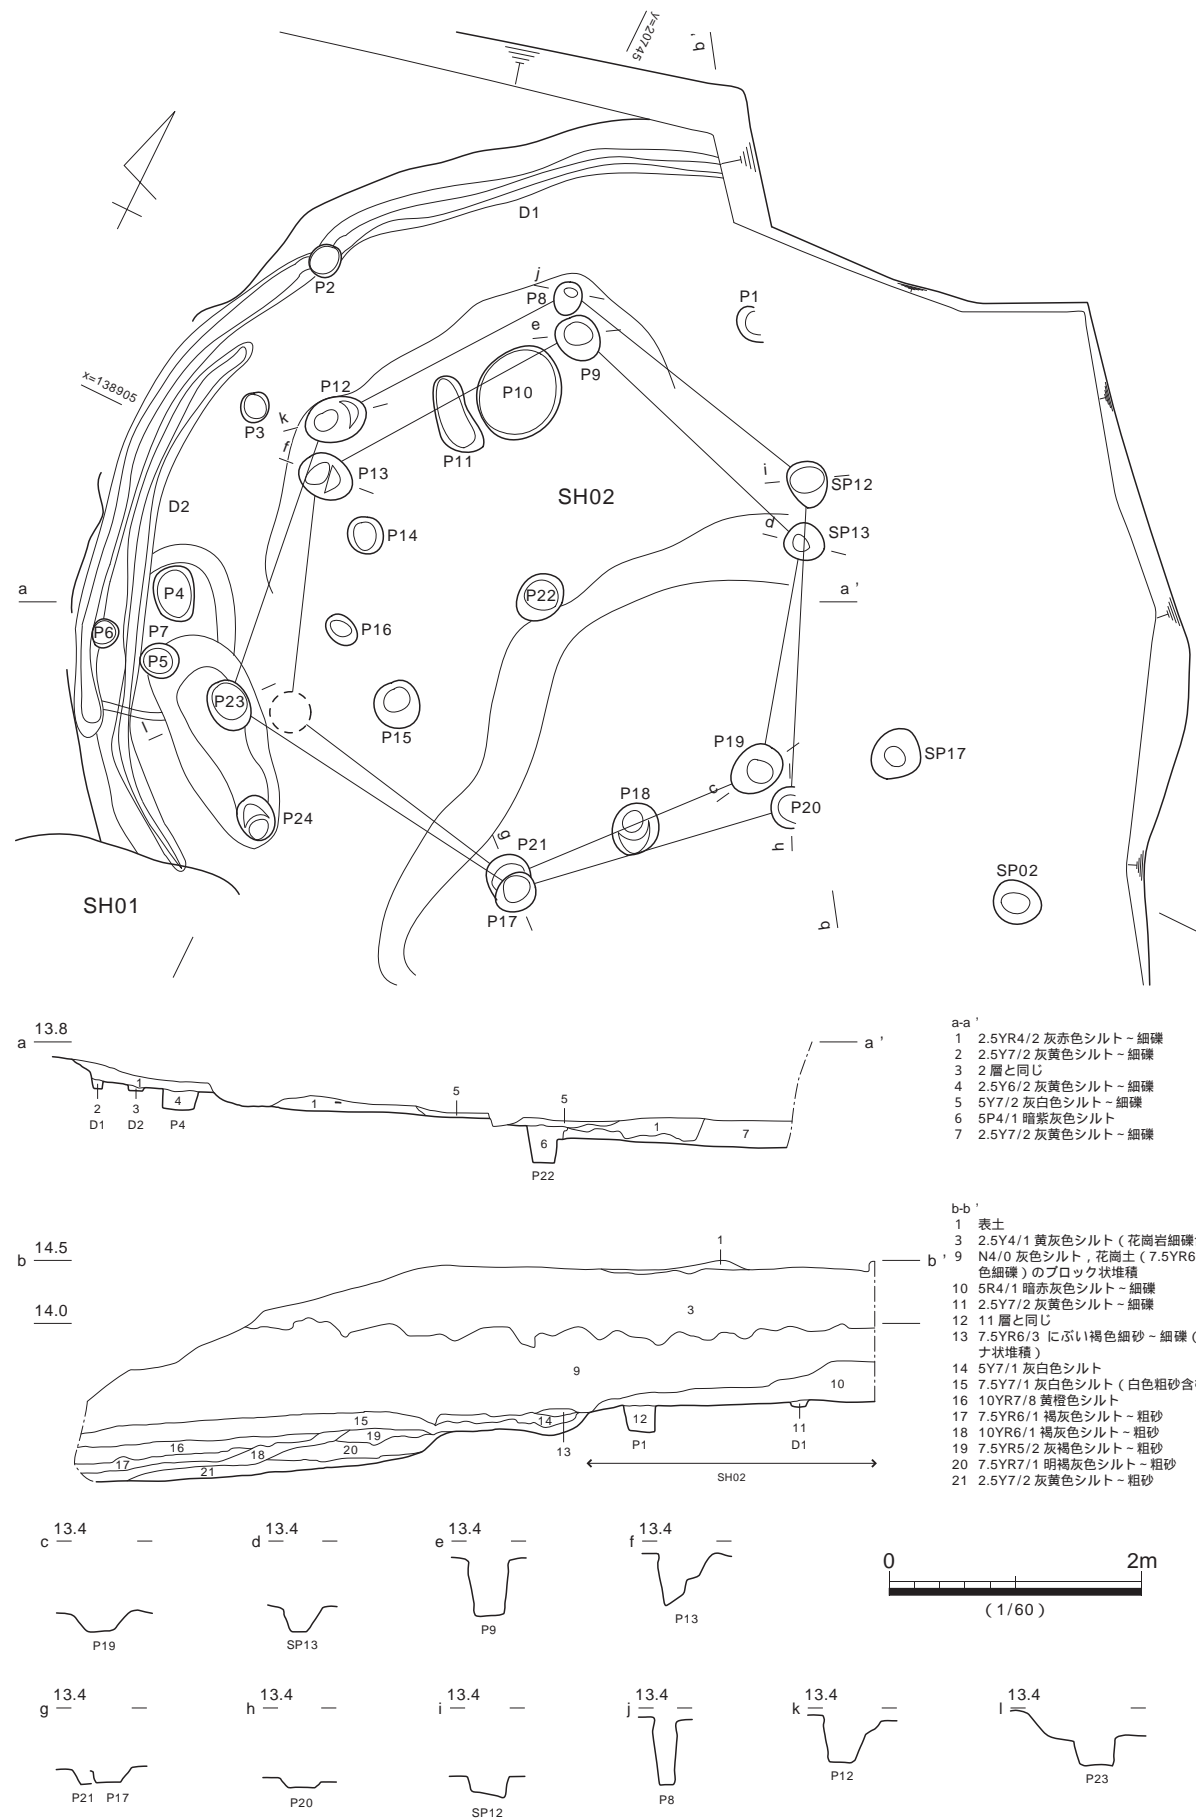 y=20745
b '
D1
P2
j
P8
P1
e
P9
x=138905
P12
P10
P3
k
f
P11
P13
i
SP12
SH02
D2
d
SP13
P14
a
P4
P22
a '
P6
P7
P16
P5
P23
P15
l
P19
SP17
c
P18
P20
P24
g
P21
h
SP02
SH01
P17
b
a 13.8
a '
1
2
D1
3
D2
4
P4
1
5
5
6
P22
1
7
a-a '
1 2.5YR4/2 灰赤色シルト~細礫
2 2.5Y7/2 灰黄色シルト~細礫
3 2 層と同じ
4 2.5Y6/2 灰黄色シルト~細礫
5 5Y7/2 灰白色シルト~細礫
6 5P4/1 暗紫灰色シルト
7 2.5Y7/2 灰黄色シルト~細礫
b 14.5
b '
14.0
1
3
9
10
15
14
12
11
16
19
13
P1
D1
17
18
20
21
SH02
b-b '
1 表土
3 2.5Y4/1 黄灰色シルト(花崗岩細礫
9 N4/0 灰色シルト,花崗土(7.5YR6
色細礫)のブロック状堆積
10 5R4/1 暗赤灰色シルト~細礫
11 2.5Y7/2 灰黄色シルト~細礫
12 11 層と同じ
13 7.5YR6/3 にぶい褐色細砂~細礫(
ナ状堆積)
14 5Y7/1 灰白色シルト
15 7.5Y7/1 灰白色シルト(白色粗砂含
16 10YR7/8 黄橙色シルト
17 7.5YR6/1 褐灰色シルト~粗砂
18 10YR6/1 褐灰色シルト~粗砂
19 7.5YR5/2 灰褐色シルト~粗砂
20 7.5YR7/1 明褐灰色シルト~粗砂
21 2.5Y7/2 灰黄色シルト~粗砂
c 13.4
P19
d 13.4
SP13
e 13.4
P9
f 13.4
P13
0 2m
(1/60)
g 13.4
P21 P17
h 13.4
P20
i 13.4
SP12
j 13.4
P8
k 13.4
P12
l 13.4
P23